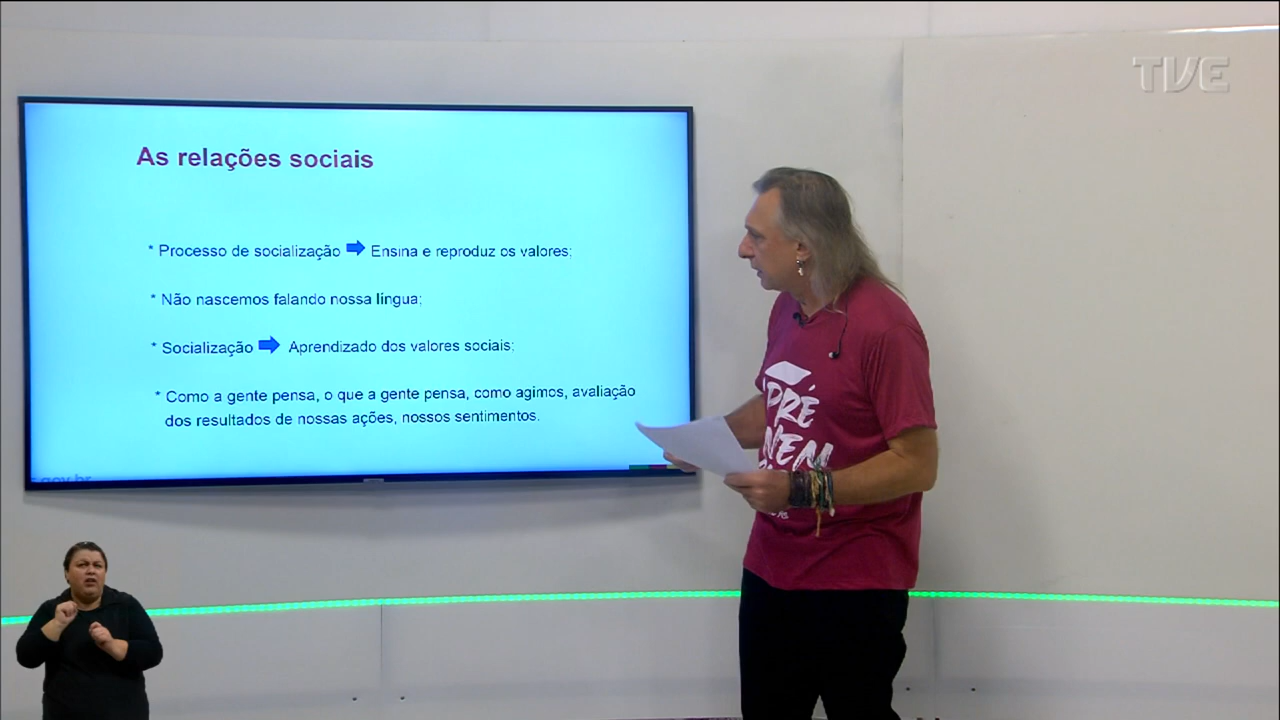 TVE
As relações sociais
* Processo de socialização ➡ Ensina e reproduz os valores;
* Não nascemos falando nossa língua;
* Socialização ➡ Aprendizado dos valores sociais;
* Como a gente pensa, o que a gente pensa, como agimos, avaliação
dos resultados de nossas ações, nossos sentimentos.
gov.br
PRÉ
ENEM